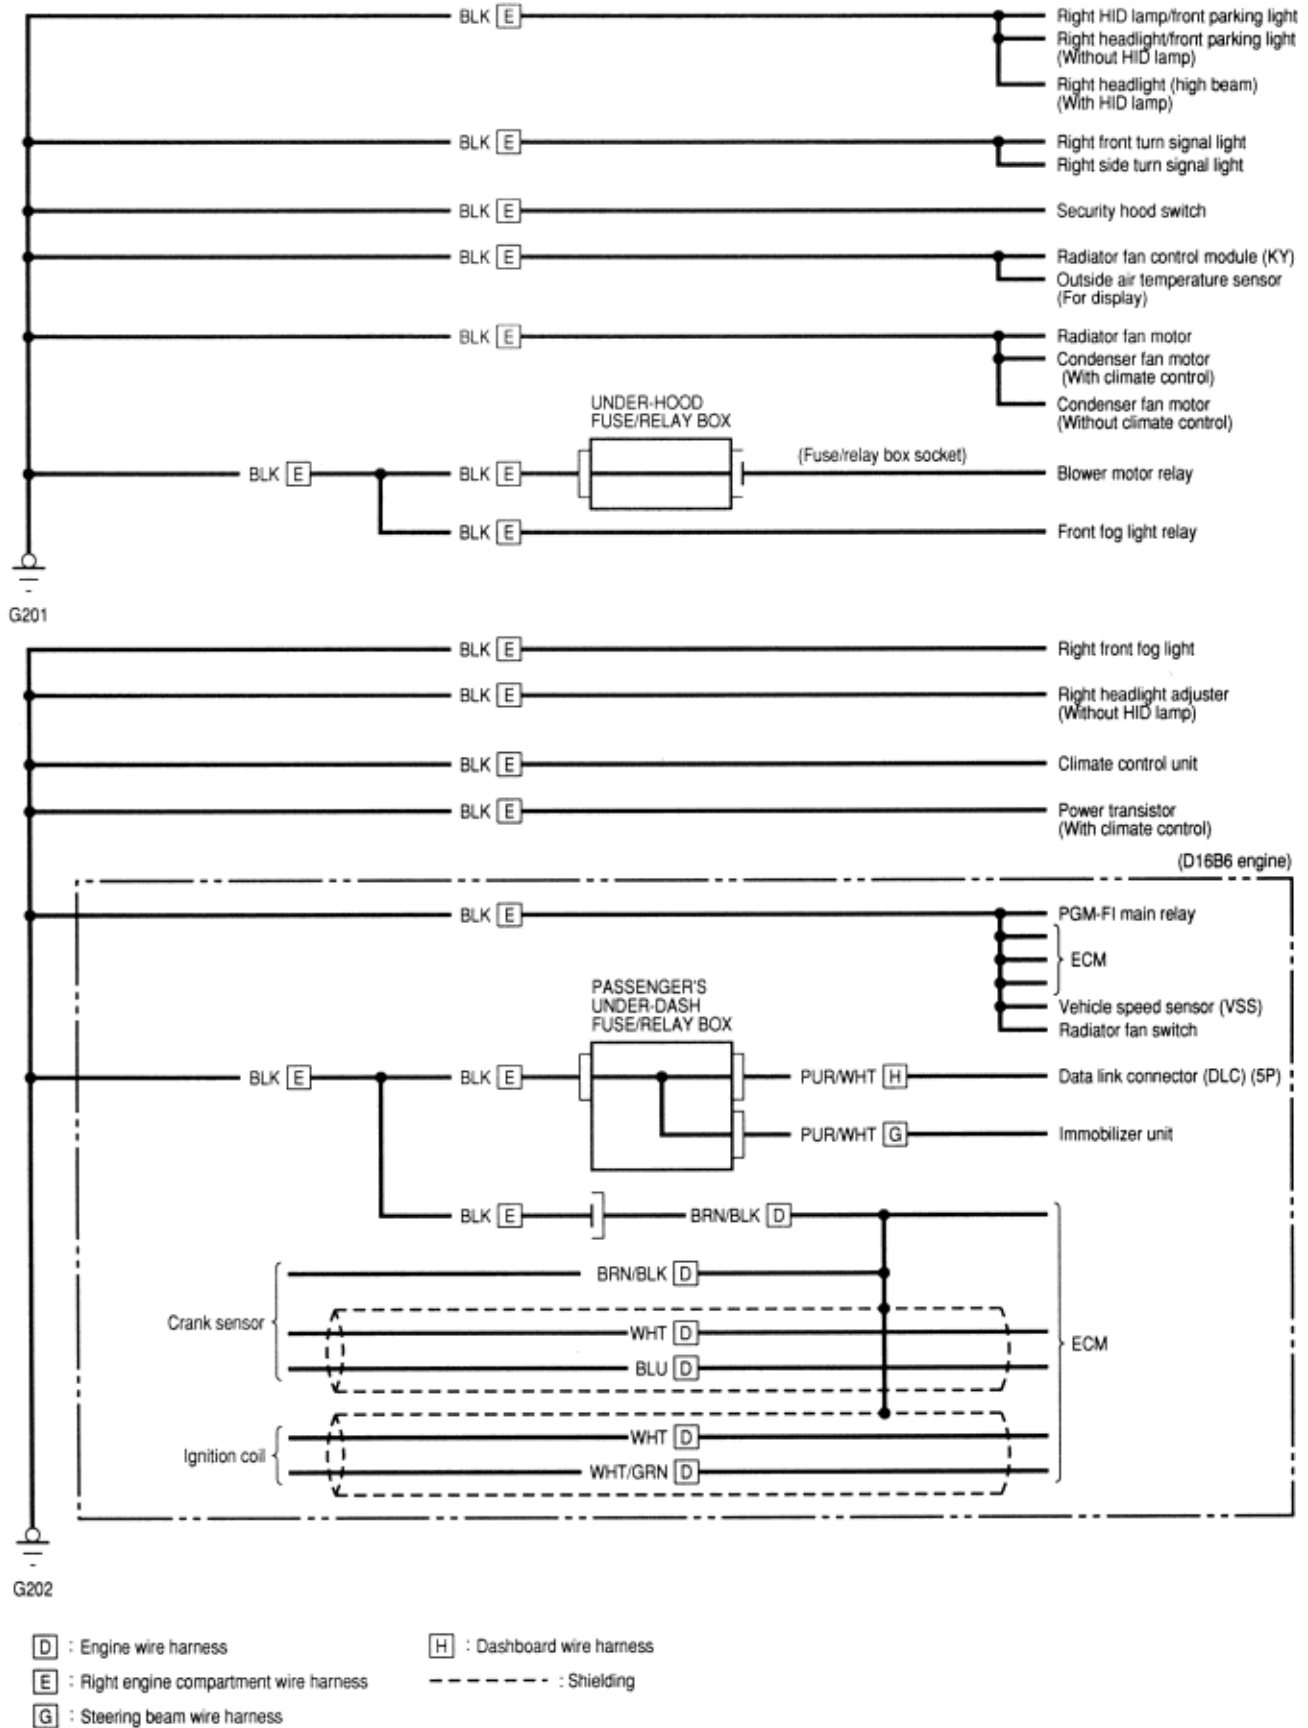 BLK E Right HID lamp/front parking light
Right headlight/front parking light
(Without HID lamp)
Right headlight (high beam)
(With HID lamp)
BLK E Right front turn signal light
Right side turn signal light
BLK E Security hood switch
BLK E Radiator fan control module (KY)
Outside air temperature sensor
(For display)
BLK E Radiator fan motor
Condenser fan motor
(With climate control)
Condenser fan motor
(Without climate control)
UNDER-HOOD
FUSE/RELAY BOX
(Fuse/relay box socket)
BLK E BLK E Blower motor relay
BLK E Front fog light relay
G201
BLK E Right front fog light
BLK E Right headlight adjuster
(Without HID lamp)
BLK E Climate control unit
BLK E Power transistor
(With climate control)
(D16B6 engine)
BLK E PGM-FI main relay
ECM
Vehicle speed sensor (VSS)
Radiator fan switch
PASSENGER'S
UNDER-DASH
FUSE/RELAY BOX
BLK E BLK E PUR/WHT H Data link connector (DLC) (5P)
PUR/WHT G Immobilizer unit
BLK E BRN/BLK D
BRN/BLK D
Crank sensor
WHT D
ECM
BLU D
WHT D
Ignition coil
WHT/GRN D
G202
D : Engine wire harness
H : Dashboard wire harness
E : Right engine compartment wire harness
: Shielding
G : Steering beam wire harness